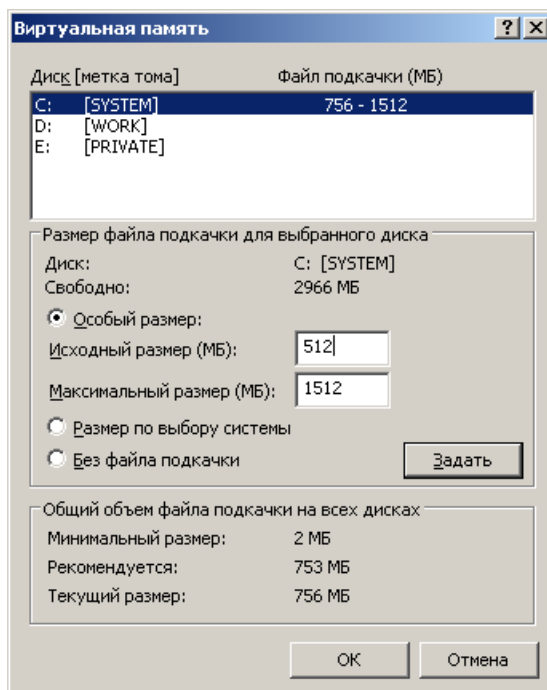 Виртуальная память
Диск [метка тома] Файл подкачки (МБ)
C: [SYSTEM] 756 - 1512
D: [WORK]
E: [PRIVATE]
Размер файла подкачки для выбранного диска
Диск: C: [SYSTEM]
Свободно: 2966 МБ
Особый размер:
Исходный размер (МБ): 512
Максимальный размер (МБ): 1512
Размер по выбору системы
Без файла подкачки Задать
Общий объем файла подкачки на всех дисках
Минимальный размер: 2 МБ
Рекомендуется: 753 МБ
Текущий размер: 756 МБ
ОК Отмена